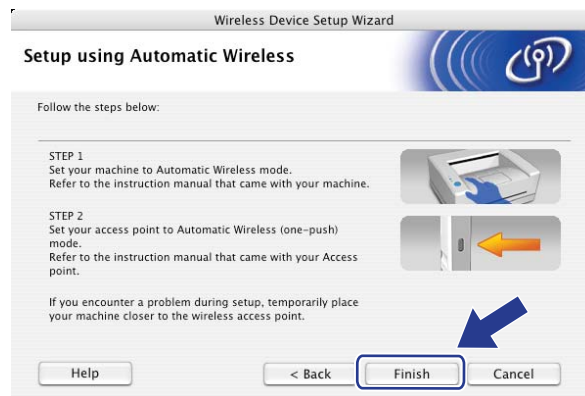 Wireless Device Setup Wizard
Setup using Automatic Wireless
Follow the steps below:
STEP 1
Set your machine to Automatic Wireless mode.
Refer to the instruction manual that came with your machine.
STEP 2
Set your access point to Automatic Wireless (one-push)
mode.
Refer to the instruction manual that came with your Access
point.
If you encounter a problem during setup, temporarily place
your machine closer to the wireless access point.
Help
< Back
Finish
Cancel